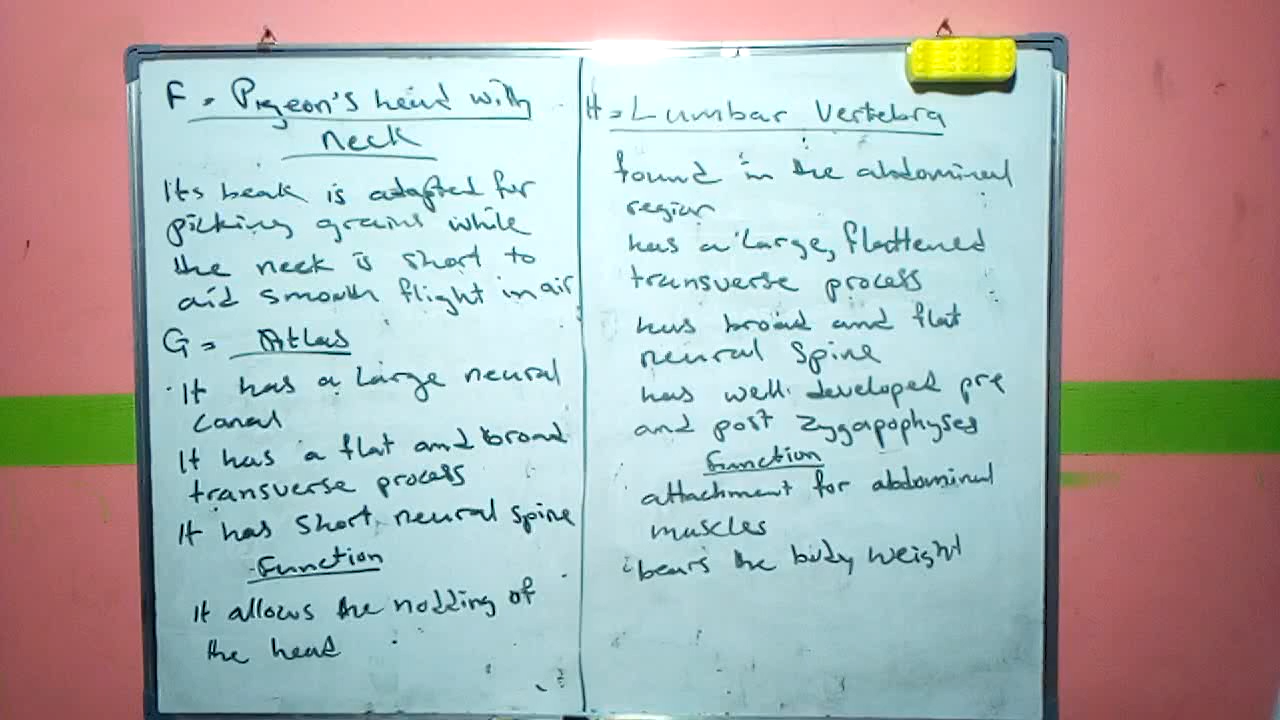 F = Pigeon's head with
neck
Its beak is adapted for
picking grains while
the neck is short to
aid smooth flight in air
G = Atlas
It has a large neural
canal
It has a flat and broad
transverse process
It has short neural spine
Function
It allows the nodding of
the head
H = Lumbar Vertebra
found in the abdominal
region
has a large, flattened
transverse process
has broad and flat
neural spine
has well developed pre
and post zygapophyses
Function
attachment for abdominal
muscles
bears the body weight